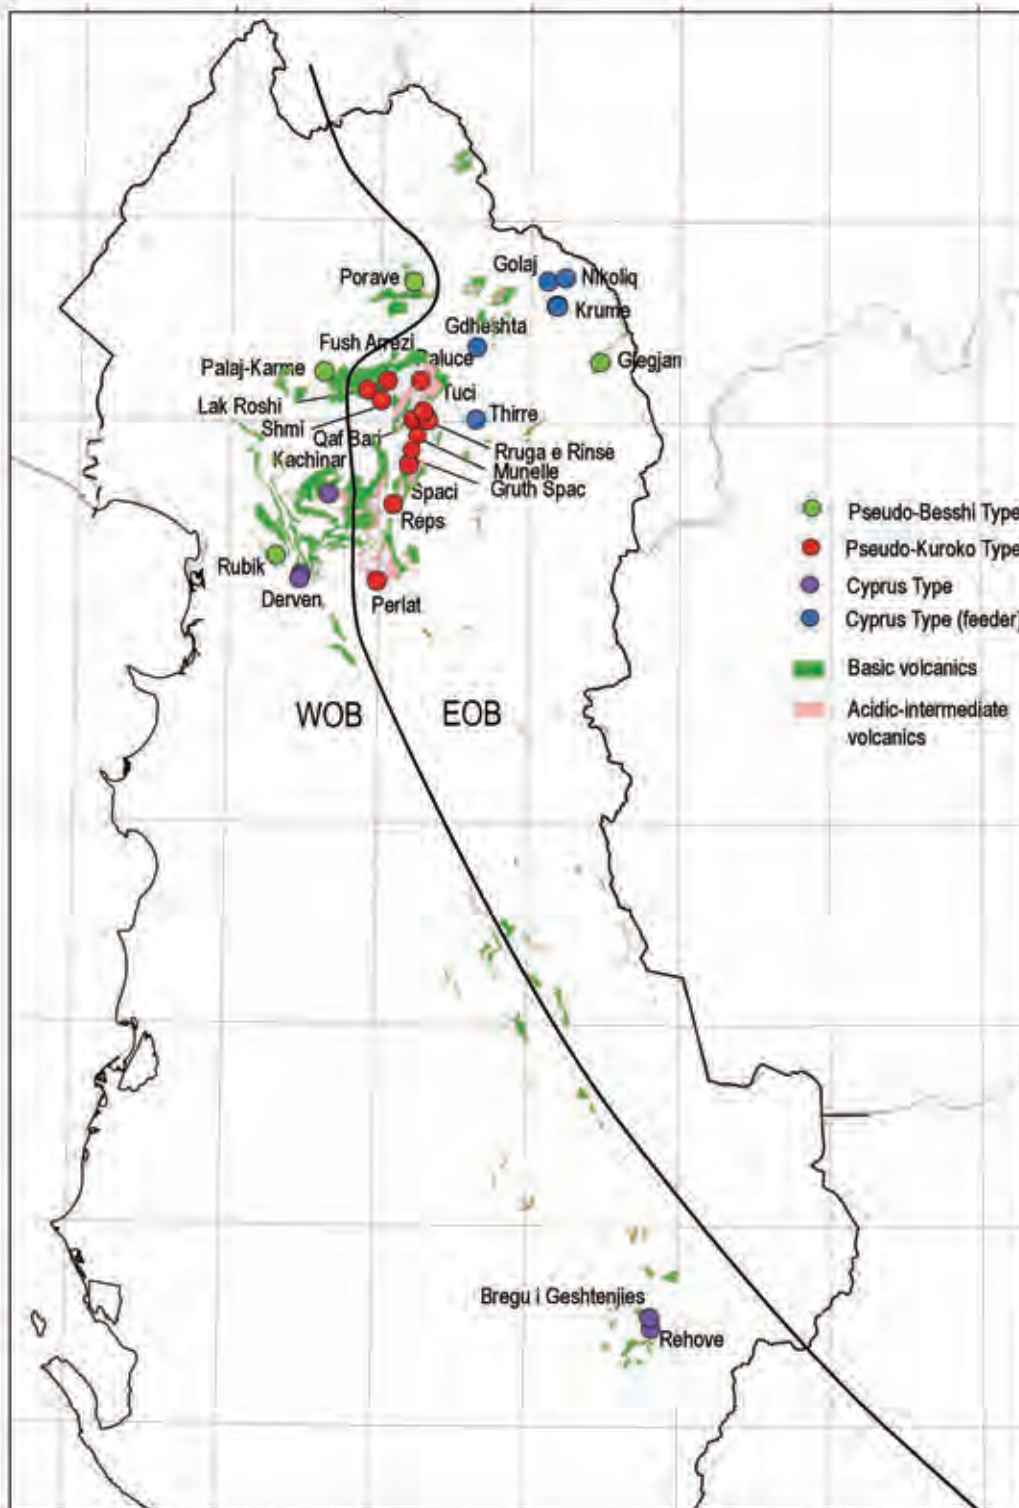 Golaj
Nikoliq
Porave
Krume
Gdheshta
Fush Arrezi
Palaj-Karme
aluce
Gjegjan
Lak Roshi
Tuci
Shmi
Thirre
Qaf Bari
Rruga e Rinse
Kachinar
Munelle
Gruth Spac
Spaci
Reps
Rubik
Derven
Perlat
Pseudo-Besshi Type
Pseudo-Kuroko Type
Cyprus Type
Cyprus Type (feeder)
Basic volcanics
Acidic-intermediate
volcanics
WOB
EOB
Bregu i Geshtenjies
Rehove